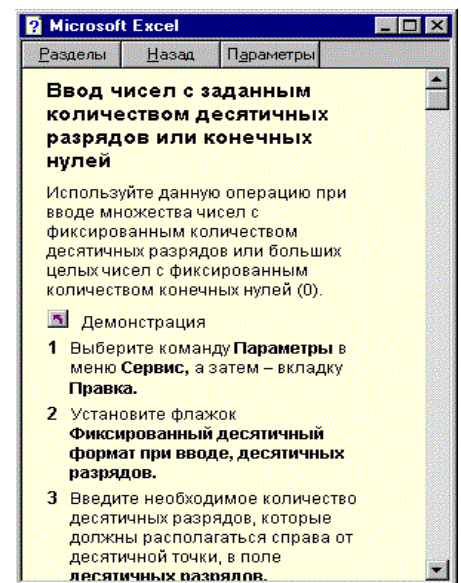 Microsoft Excel
Разделы Назад Параметры
Ввод чисел с заданным
количеством десятичных
разрядов или конечных
нулей
Используйте данную операцию при
вводе множества чисел с
фиксированным количеством
десятичных разрядов или больших
целых чисел с фиксированным
количеством конечных нулей (0).
Демонстрация
1 Выберите команду Параметры в
меню Сервис, а затем – вкладку
Правка.
2 Установите флажок
Фиксированный десятичный
формат при вводе, десятичных
разрядов.
3 Введите необходимое количество
десятичных разрядов, которые
должны располагаться справа от
десятичной точки, в поле
десятичных разрядов.